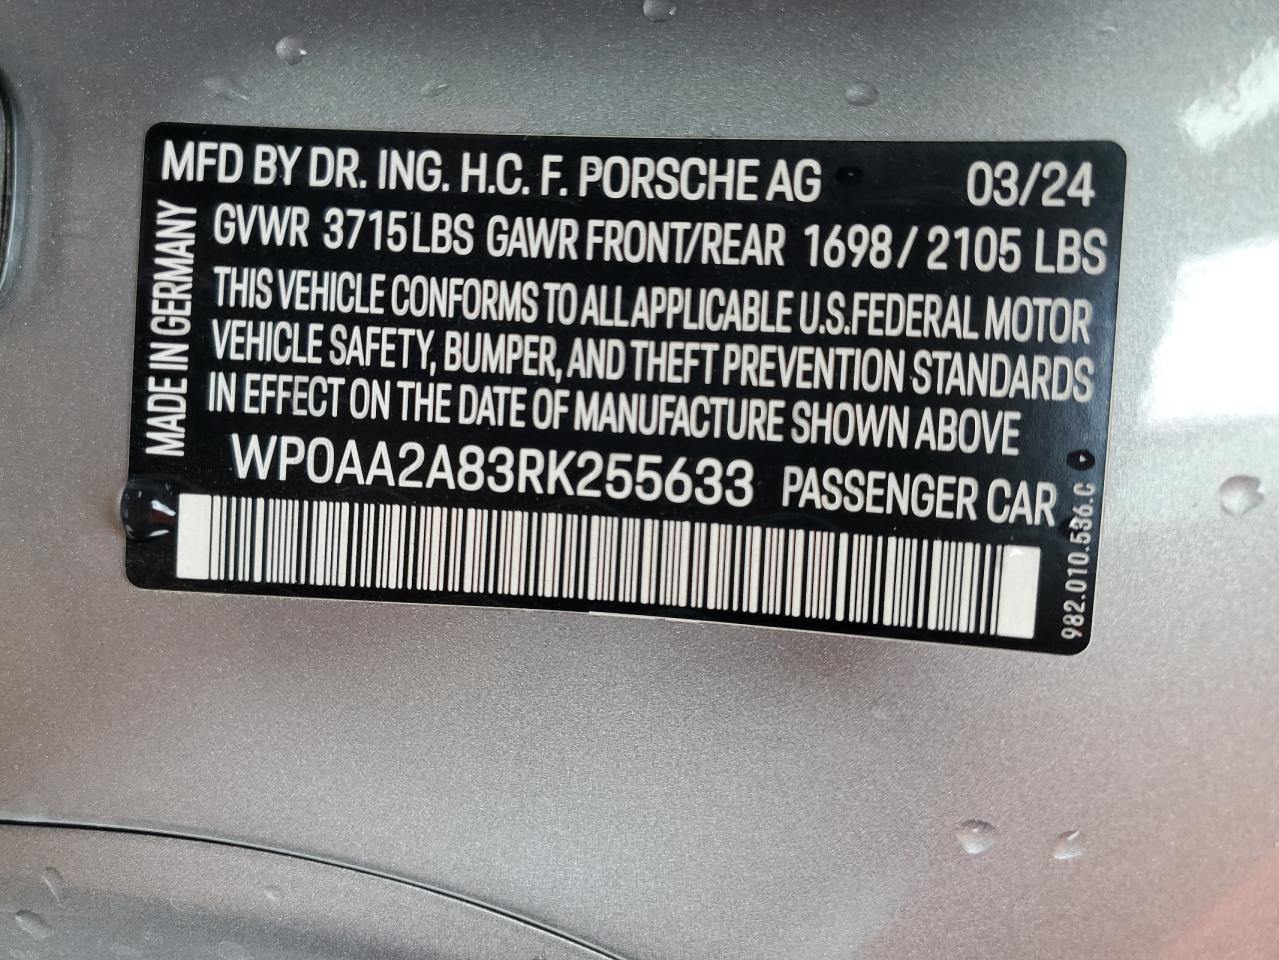 MFD BY DR. ING. H.C. F. PORSCHE AG 03/24
GVWR 3715LBS GAWR FRONT/REAR 1698/2105 LBS
THIS VEHICLE CONFORMS TO ALL APPLICABLE U.S.FEDERAL MOTOR
VEHICLE SAFETY, BUMPER, AND THEFT PREVENTION STANDARDS
IN EFFECT ON THE DATE OF MANUFACTURE SHOWN ABOVE
WP0AA2A83RK255633 PASSENGER CAR
MADE IN GERMANY
982.010.536.C